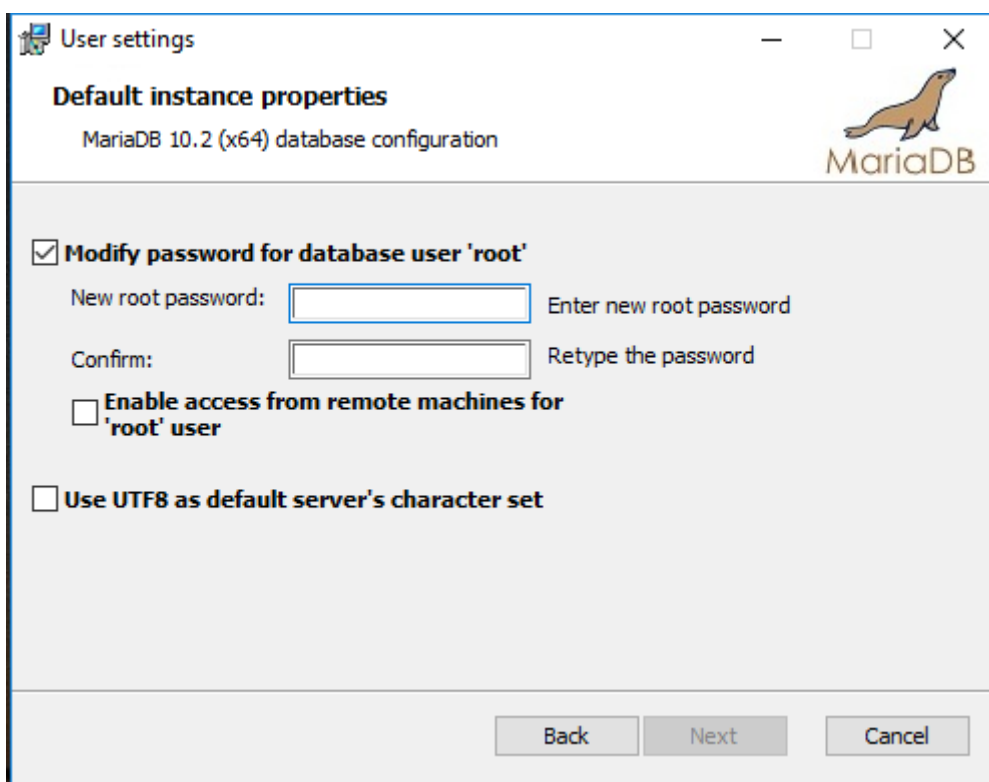 User settings
Default instance properties
MariaDB 10.2 (x64) database configuration
MariaDB
Modify password for database user 'root'
New root password:
Enter new root password
Confirm:
Retype the password
Enable access from remote machines for
'root' user
Use UTF8 as default server's character set
Back
Next
Cancel